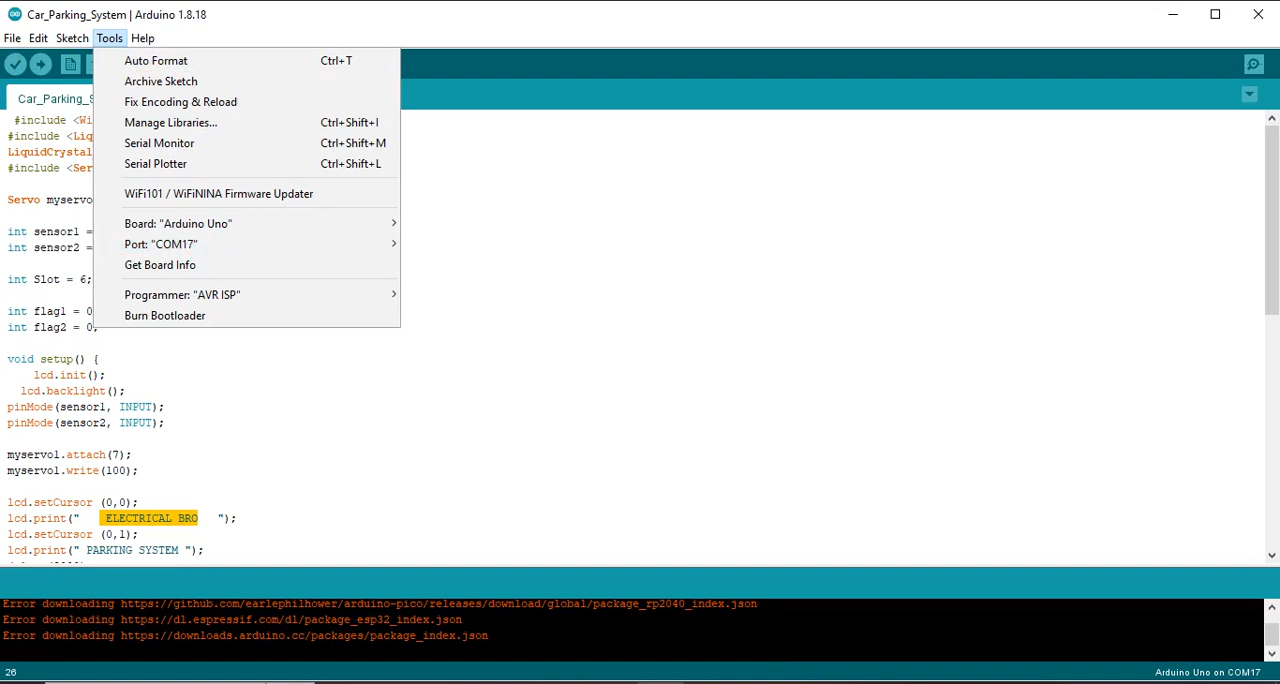 Car_Parking_System | Arduino 1.8.18
File Edit Sketch Tools Help
Auto Format Ctrl+T
Archive Sketch
Fix Encoding & Reload
Manage Libraries... Ctrl+Shift+I
Serial Monitor Ctrl+Shift+M
Serial Plotter Ctrl+Shift+L
WiFi101 / WiFiNINA Firmware Updater
Board: "Arduino Uno"
Port: "COM17"
Get Board Info
Programmer: "AVR ISP"
Burn Bootloader
Car_Parking_S
#include <Wi
#include <Liq
LiquidCrystal
#include <Ser
Servo myservo
int sensor1 =
int sensor2 =
int Slot = 6;
int flag1 = 0
int flag2 = 0;
void setup() {
lcd.init();
lcd.backlight();
pinMode(sensor1, INPUT);
pinMode(sensor2, INPUT);
myservo1.attach(7);
myservo1.write(100);
lcd.setCursor (0,0);
lcd.print("   ELECTRICAL BRO   ");
lcd.setCursor (0,1);
lcd.print(" PARKING SYSTEM ");
Error downloading https://github.com/earlephilhower/arduino-pico/releases/download/global/package_rp2040_index.json
Error downloading https://dl.espressif.com/dl/package_esp32_index.json
Error downloading https://downloads.arduino.cc/packages/package_index.json
26 Arduino Uno on COM17